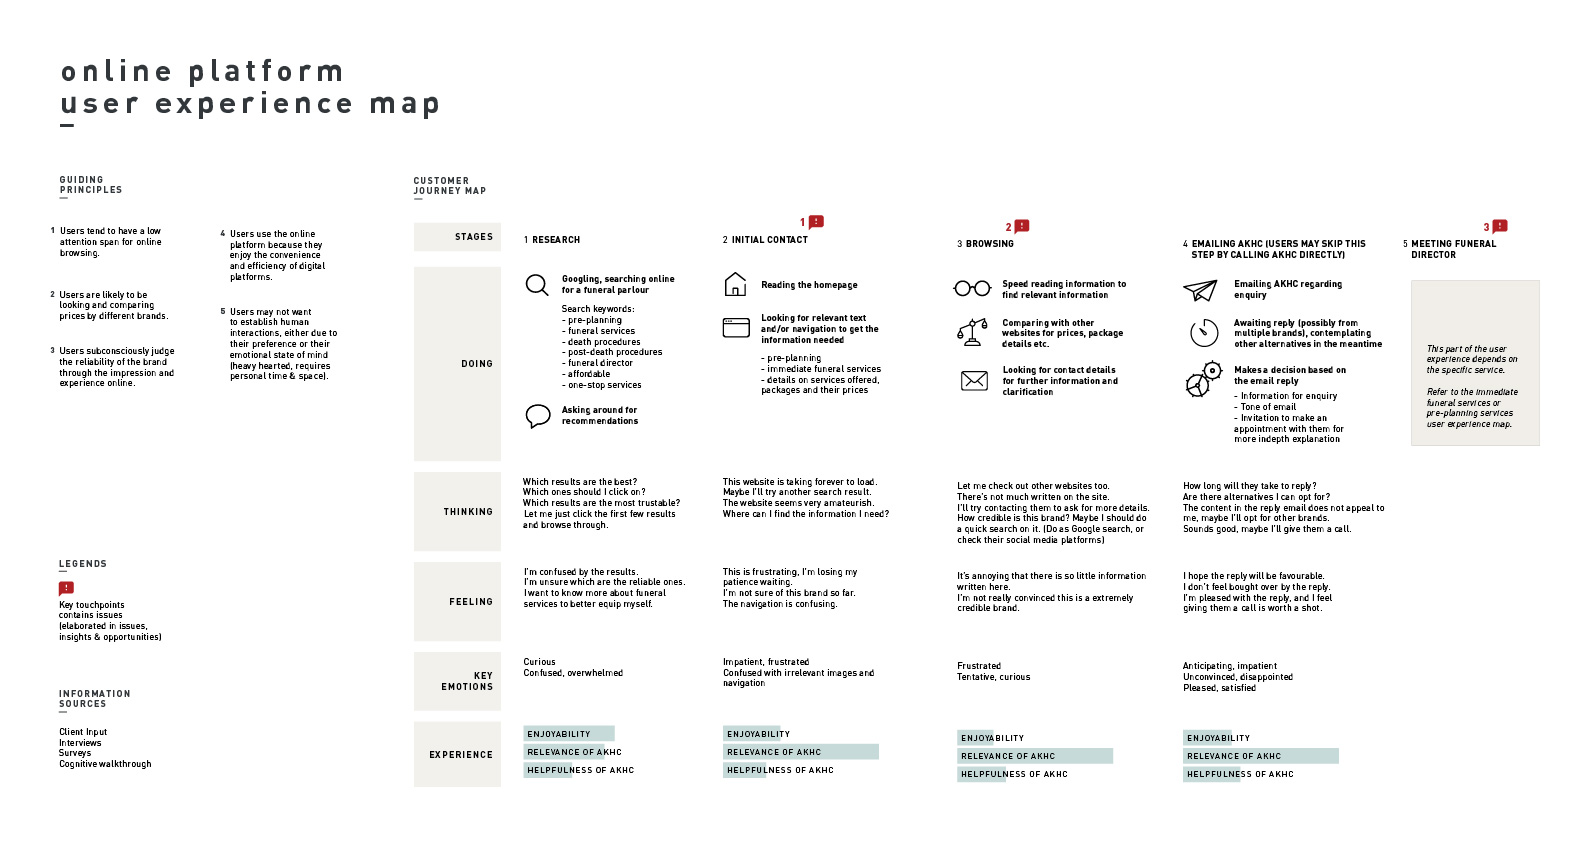 online platform
user experience map
GUIDING
PRINCIPLES
1 Users tend to have a low
attention span for online
browsing.
2 Users are likely to be
looking and comparing
prices by different brands.
3 Users subconsciously judge
the reliability of the brand
through the impression and
experience online.
4 Users use the online
platform because they
enjoy the convenience
and efficiency of digital
platforms.
5 Users may not want
to establish human
interactions, either due to
their preference or their
emotional state of mind
(heavy hearted, requires
personal time & space).
LEGENDS
!
Key touchpoints
contains issues
(elaborated in issues,
insights & opportunities)
INFORMATION
SOURCES
Client Input
Interviews
Surveys
Cognitive walkthrough
CUSTOMER
JOURNEY MAP
STAGES
1 RESEARCH
1 !
2 INITIAL CONTACT
2 !
3 BROWSING
4 EMAILING AKHC (USERS MAY SKIP THIS
STEP BY CALLING AKHC DIRECTLY)
3 !
5 MEETING FUNERAL
DIRECTOR
DOING
Googling, searching online
for a funeral parlour
Search keywords:
- pre-planning
- funeral services
- death procedures
- post-death procedures
- funeral director
- affordable
- one-stop services
Asking around for
recommendations
Reading the homepage
Looking for relevant text
and/or navigation to get the
information needed
- pre-planning
- immediate funeral services
- details on services offered,
packages and their prices
Speed reading information to
find relevant information
Comparing with other
websites for prices, package
details etc.
Looking for contact details
for further information and
clarification
Emailing AKHC regarding
enquiry
Awaiting reply (possibly from
multiple brands), contemplating
other alternatives in the meantime
Makes a decision based on
the email reply
- Information for enquiry
- Tone of email
- Invitation to make an
appointment with them for
more indepth explanation
This part of the user
experience depends on
the specific service.
Refer to the immediate
funeral services or
pre-planning services
user experience map.
THINKING
Which results are the best?
Which ones should I click on?
Which results are the most trustable?
Let me just click the first few results
and browse through.
This website is taking forever to load.
Maybe I'll try another search result.
The website seems very amateurish.
Where can I find the information I need?
Let me check out other websites too.
There's not much written on the site.
I'll try contacting them to ask for more details.
How credible is this brand? Maybe I should do
a quick search on it. (Do as Google search, or
check their social media platforms)
How long will they take to reply?
Are there alternatives I can opt for?
The content in the reply email does not appeal to
me, maybe I'll opt for other brands.
Sounds good, maybe I'll give them a call.
FEELING
I'm confused by the results.
I'm unsure which are the reliable ones.
I want to know more about funeral
services to better equip myself.
This is frustrating, I'm losing my
patience waiting.
I'm not sure of this brand so far.
The navigation is confusing.
It's annoying that there is so little information
written here.
I'm not really convinced this is a extremely
credible brand.
I hope the reply will be favourable.
I don't feel bought over by the reply.
I'm pleased with the reply, and I feel
giving them a call is worth a shot.
KEY
EMOTIONS
Curious
Confused, overwhelmed
Impatient, frustrated
Confused with irrelevant images and
navigation
Frustrated
Tentative, curious
Anticipating, impatient
Unconvinced, disappointed
Pleased, satisfied
EXPERIENCE
ENJOYABILITY
RELEVANCE OF AKHC
HELPFULNESS OF AKHC
ENJOYABILITY
RELEVANCE OF AKHC
HELPFULNESS OF AKHC
ENJOYABILITY
RELEVANCE OF AKHC
HELPFULNESS OF AKHC
ENJOYABILITY
RELEVANCE OF AKHC
HELPFULNESS OF AKHC